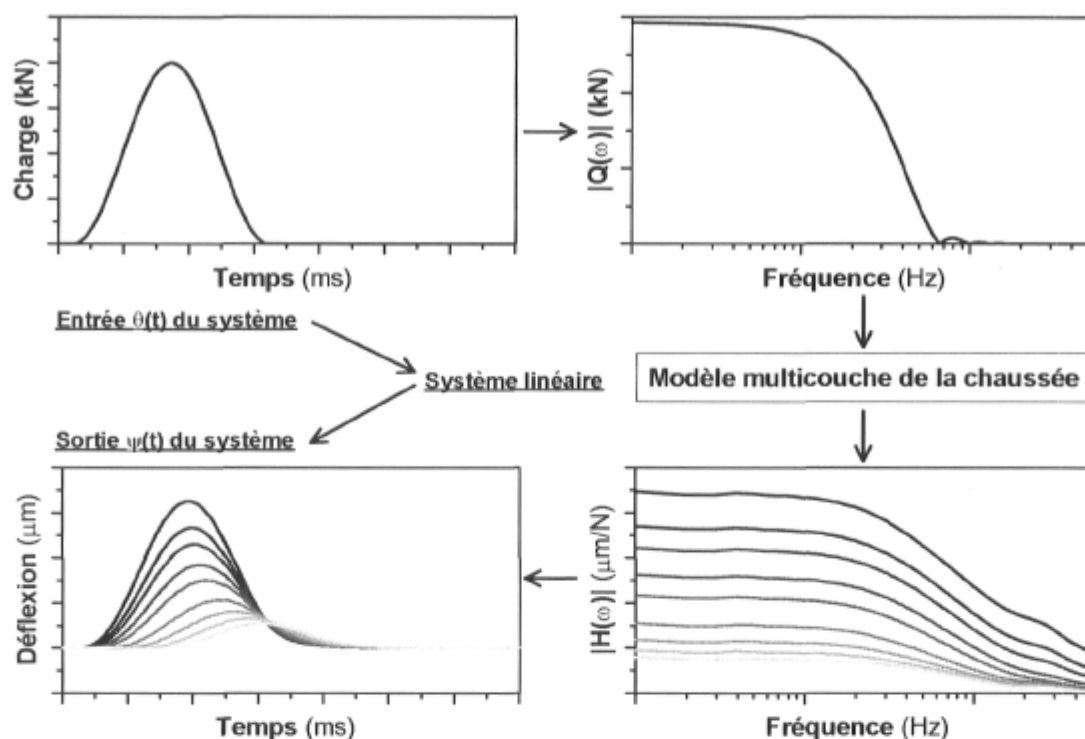 Charge (kN)
Temps (ms)
|Q(ω)| (kN)
Fréquence (Hz)
Entrée θ(t) du système
Système linéaire
Modèle multicouche de la chaussée
Sortie ψ(t) du système
Déflexion (μm)
Temps (ms)
|H(ω)| (μm/N)
Fréquence (Hz)